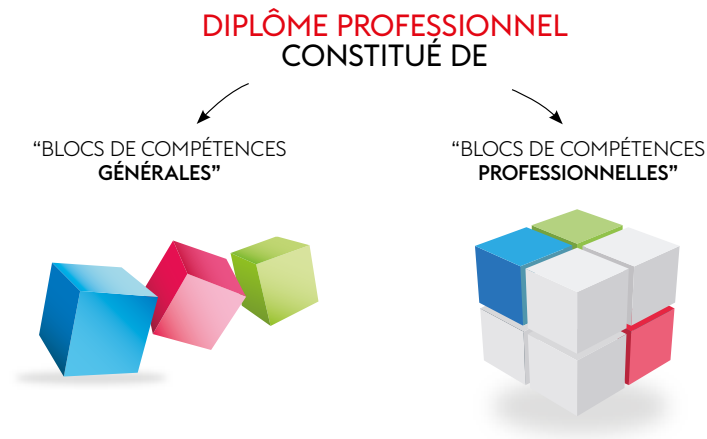 DIPLÔME PROFESSIONNEL
CONSTITUÉ DE
“BLOCS DE COMPÉTENCES
GÉNÉRALES”
“BLOCS DE COMPÉTENCES
PROFESSIONNELLES”